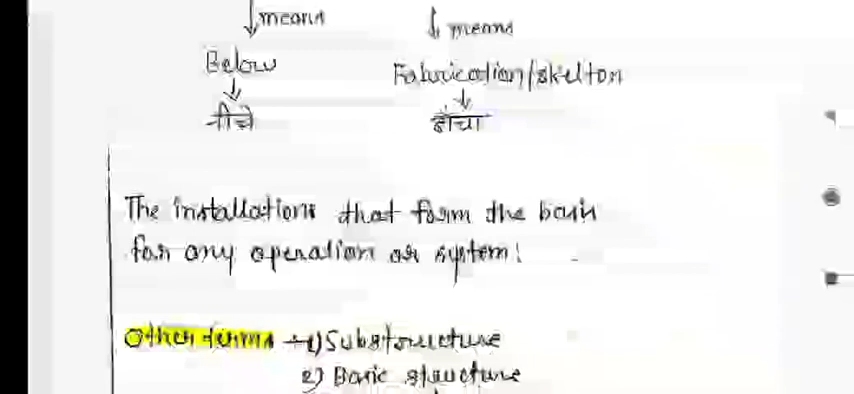 ↓means ↓ means
Below Fabrication/skelton
↓ ↓
नीचे ढाँचा
The installations that form the basis
for any operation or system!
Other terms → 1) Substructure
2) Basic structure